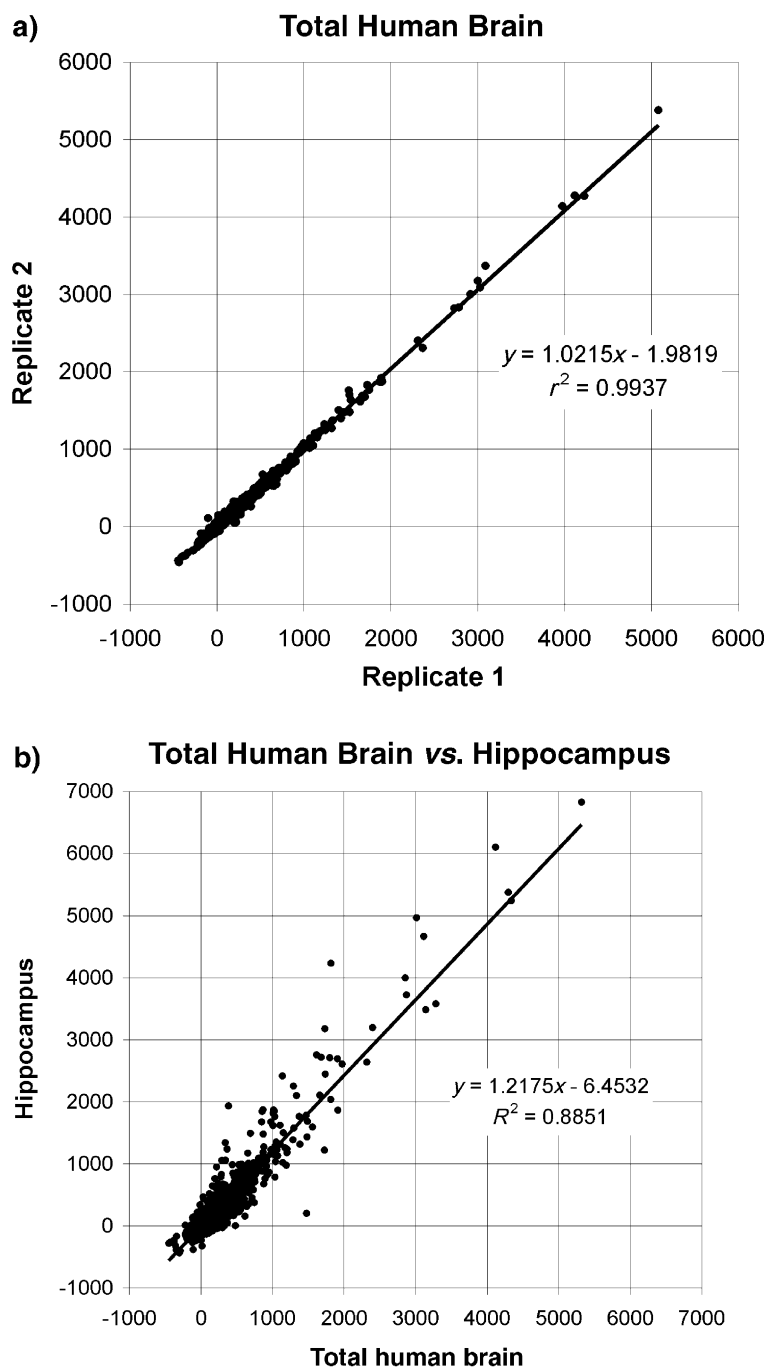 a)
Total Human Brain
6000
5000
4000
3000
2000
1000
0
-1000
Replicate 2
y = 1.0215x - 1.9819
r² = 0.9937
-1000 0 1000 2000 3000 4000 5000 6000
Replicate 1
b)
Total Human Brain vs. Hippocampus
7000
6000
5000
4000
3000
2000
1000
0
-1000
Hippocampus
y = 1.2175x - 6.4532
R² = 0.8851
-1000 0 1000 2000 3000 4000 5000 6000 7000
Total human brain